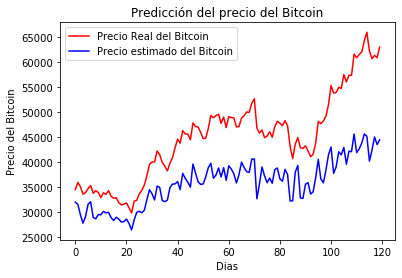 Predicción del precio del Bitcoin
Precio Real del Bitcoin
Precio estimado del Bitcoin
Precio del Bitcoin
65000
60000
55000
50000
45000
40000
35000
30000
25000
0 20 40 60 80 100 120
Dias